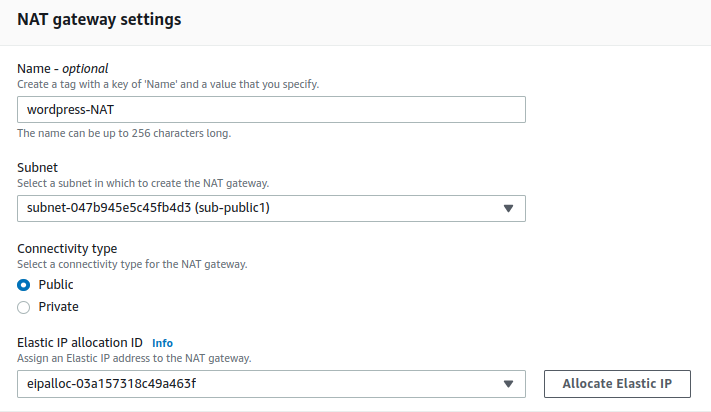 NAT gateway settings
Name - optional
Create a tag with a key of 'Name' and a value that you specify.
wordpress-NAT
The name can be up to 256 characters long.
Subnet
Select a subnet in which to create the NAT gateway.
subnet-047b945e5c45fb4d3 (sub-public1)
Connectivity type
Select a connectivity type for the NAT gateway.
Public
Private
Elastic IP allocation ID Info
Assign an Elastic IP address to the NAT gateway.
eipalloc-03a157318c49a463f
Allocate Elastic IP